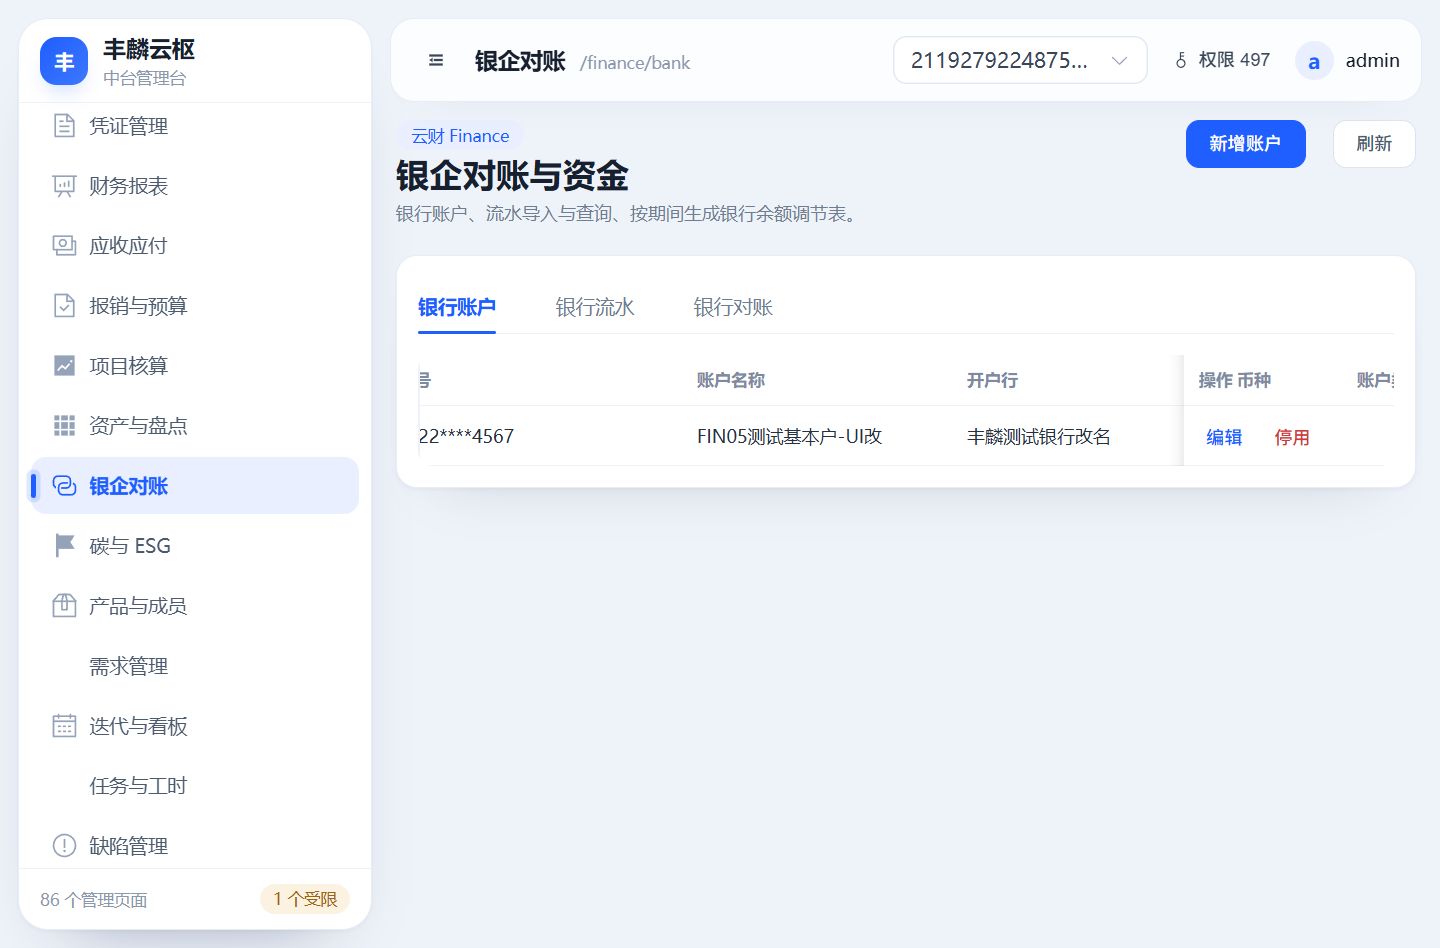 丰
丰麟云枢
中台管理台
凭证管理
财务报表
应收应付
报销与预算
项目核算
资产与盘点
银企对账
碳与 ESG
产品与成员
需求管理
迭代与看板
任务与工时
缺陷管理
86 个管理页面
1 个受限
银企对账 /finance/bank
2119279224875...
权限 497
a
admin
云财 Finance
银企对账与资金
银行账户、流水导入与查询、按期间生成银行余额调节表。
新增账户
刷新
银行账户 银行流水 银行对账
号 账户名称 开户行 操作 币种 账户
22****4567 FIN05测试基本户-UI改 丰麟测试银行改名 编辑 停用